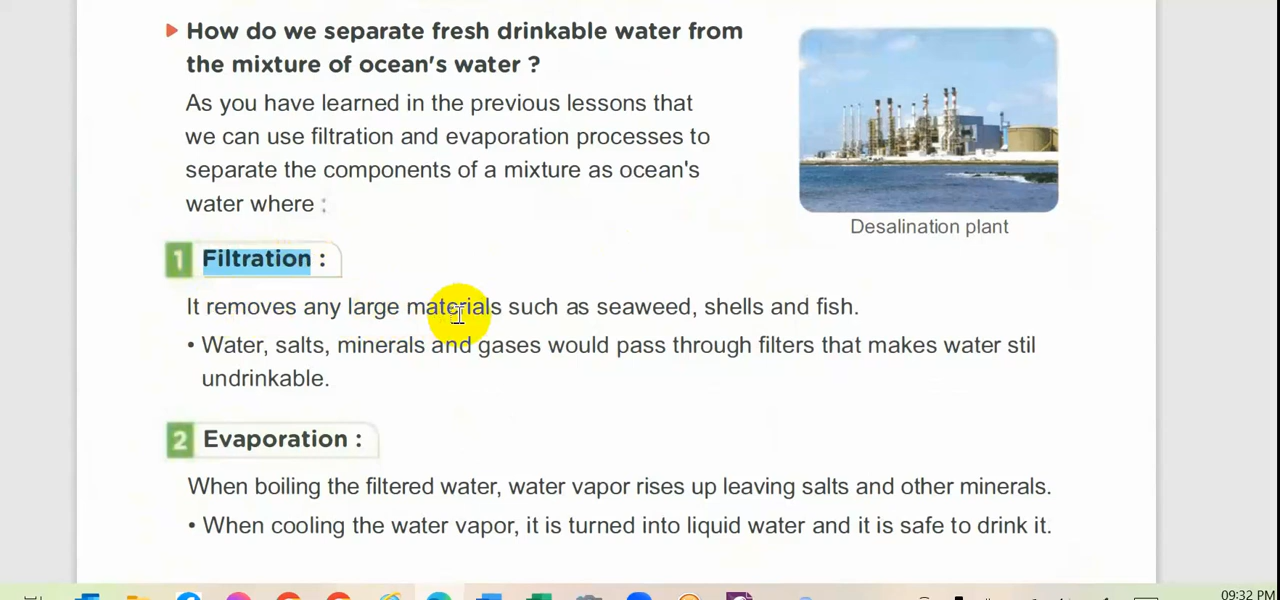 How do we separate fresh drinkable water from
the mixture of ocean's water ?
As you have learned in the previous lessons that
we can use filtration and evaporation processes to
separate the components of a mixture as ocean's
water where :
Desalination plant
1 Filtration :
It removes any large materials such as seaweed, shells and fish.
• Water, salts, minerals and gases would pass through filters that makes water stil
undrinkable.
2 Evaporation :
When boiling the filtered water, water vapor rises up leaving salts and other minerals.
• When cooling the water vapor, it is turned into liquid water and it is safe to drink it.
09:32 PM